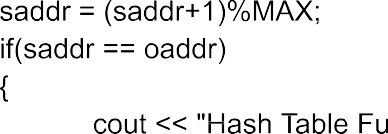 saddr = (saddr+1)%MAX;
if(saddr == oaddr)
{
cout << "Hash Table Fu